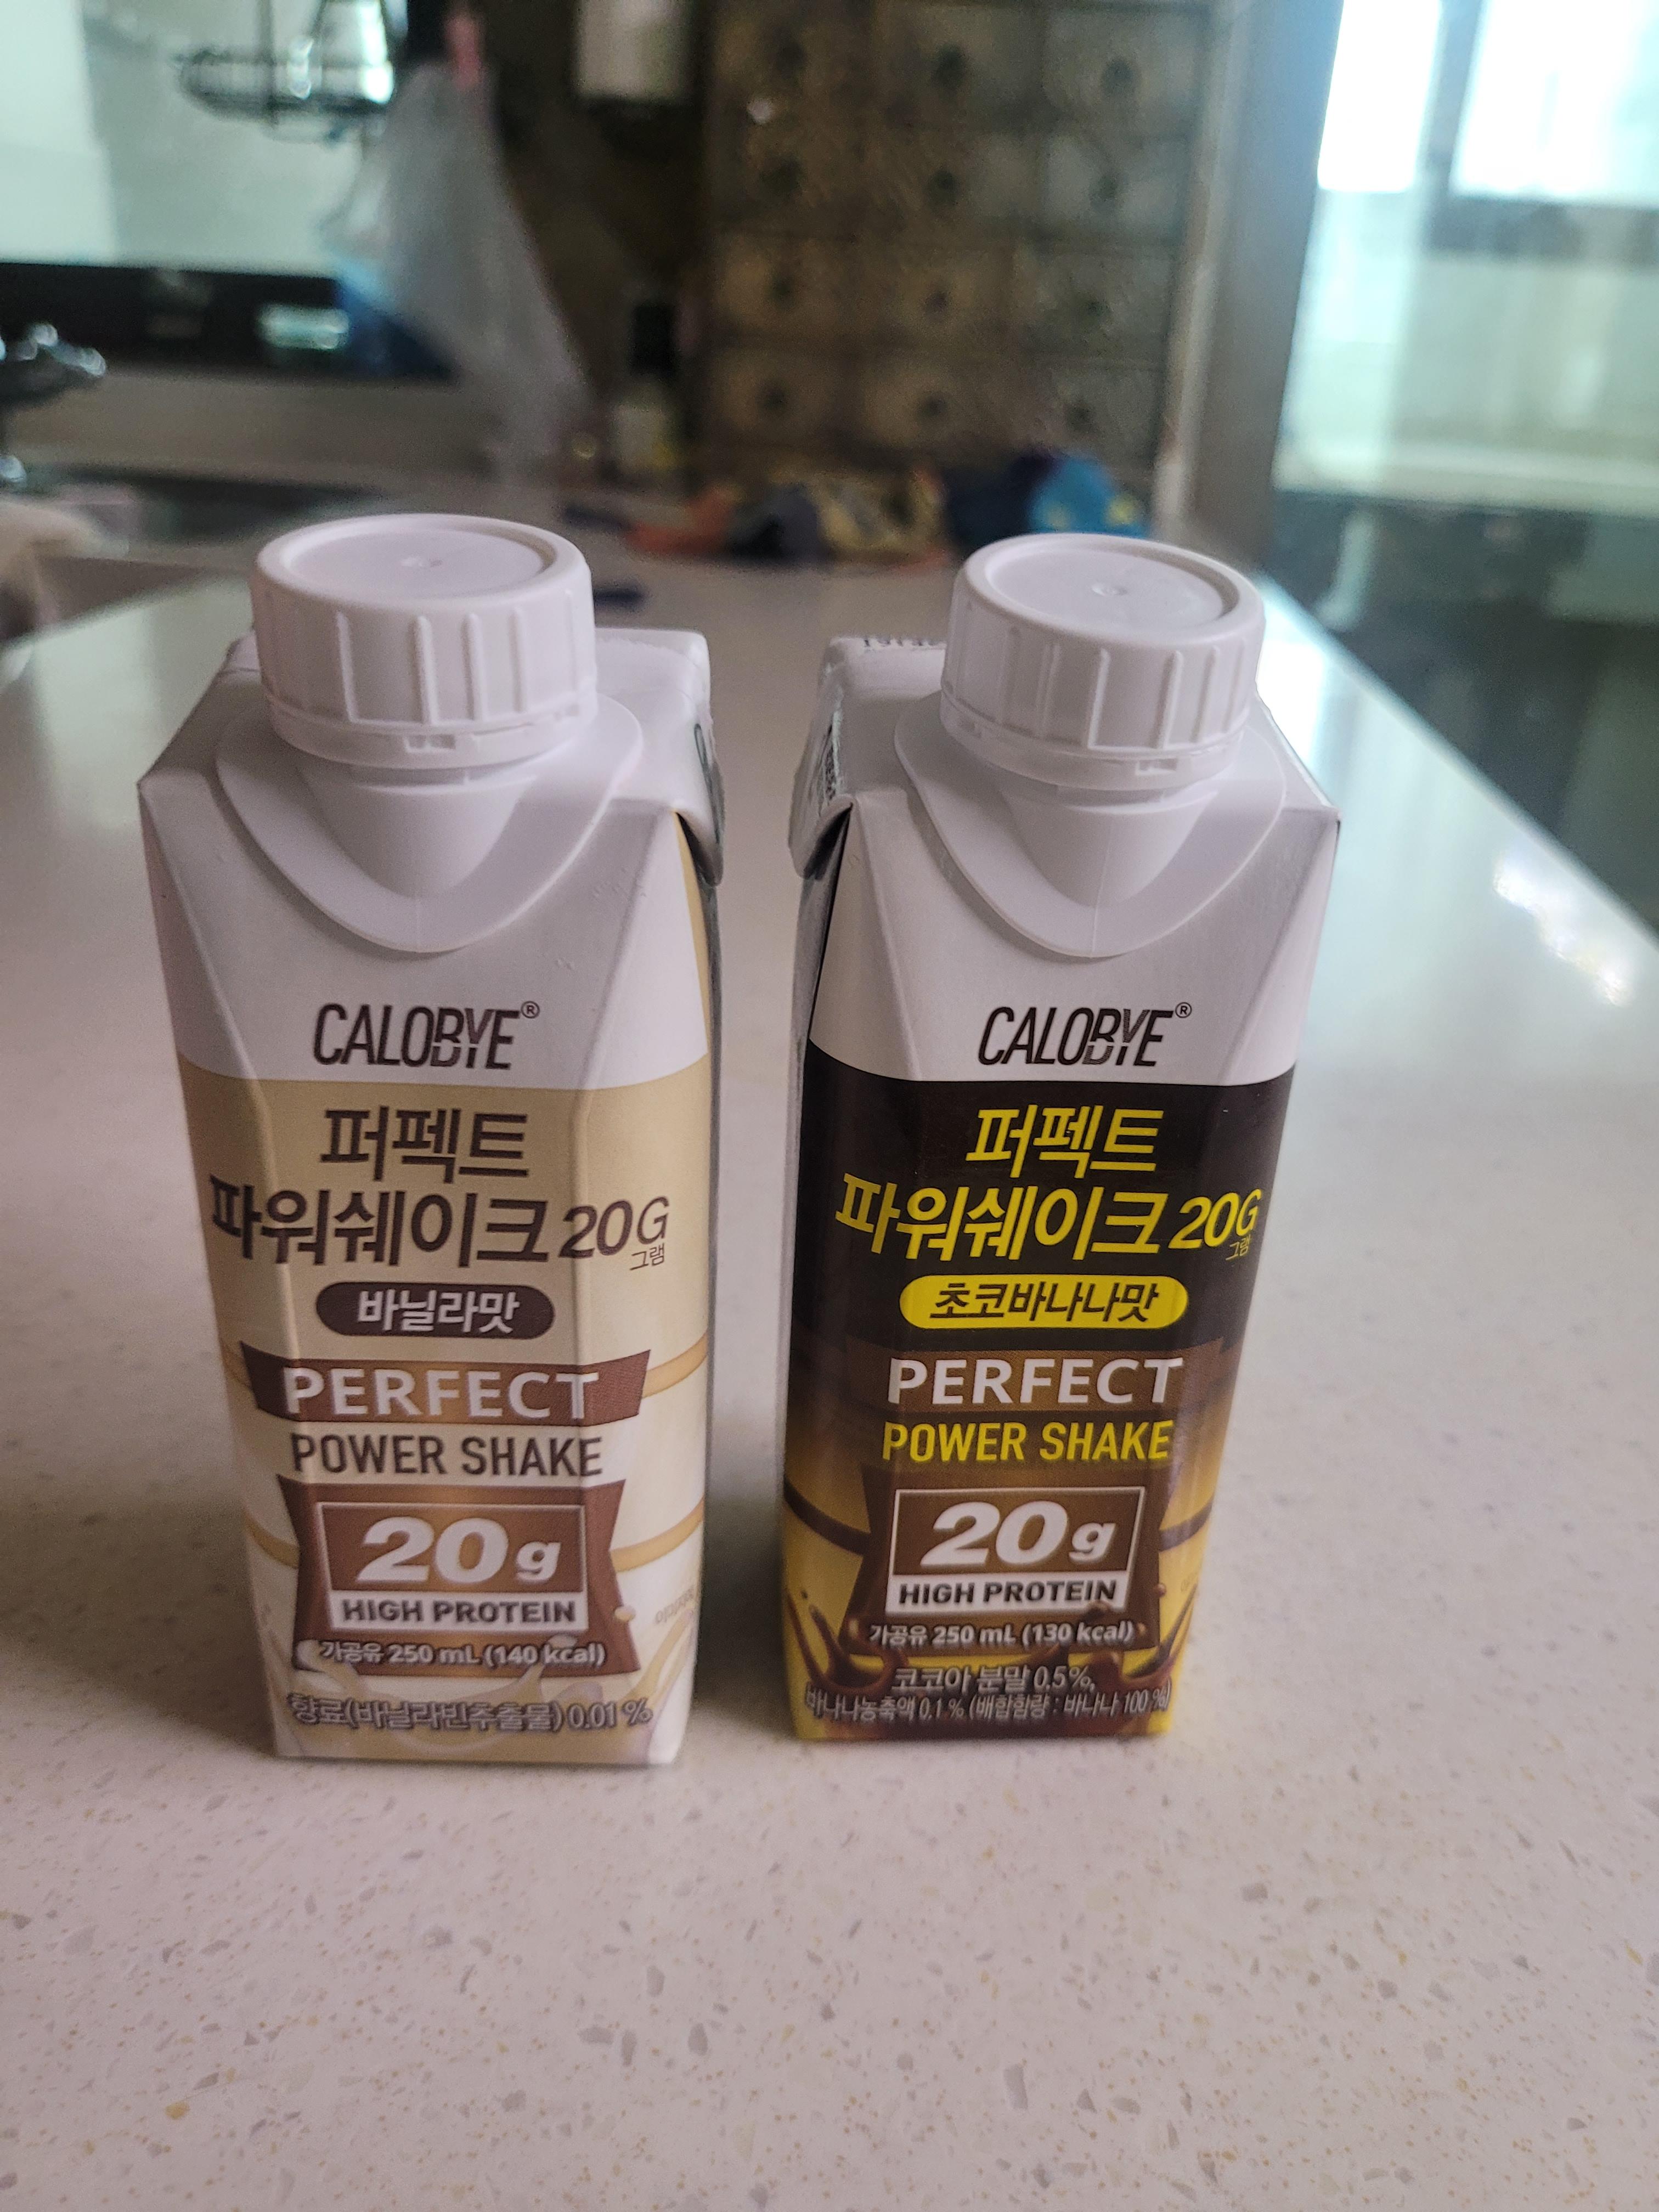 CALOBYE®
퍼펙트
파워쉐이크 20G
그램
바닐라맛
PERFECT
POWER SHAKE
20g
HIGH PROTEIN
가공유 250 mL (140 kcal)
향료(바닐라빈추출물) 0.01 %
CALOBYE®
퍼펙트
파워쉐이크 20G
그램
초코바나나맛
PERFECT
POWER SHAKE
20g
HIGH PROTEIN
가공유 250 mL (130 kcal)
코코아 분말 0.5%,
바나나농축액 0.1 % (배합함량 : 바나나 100 %)